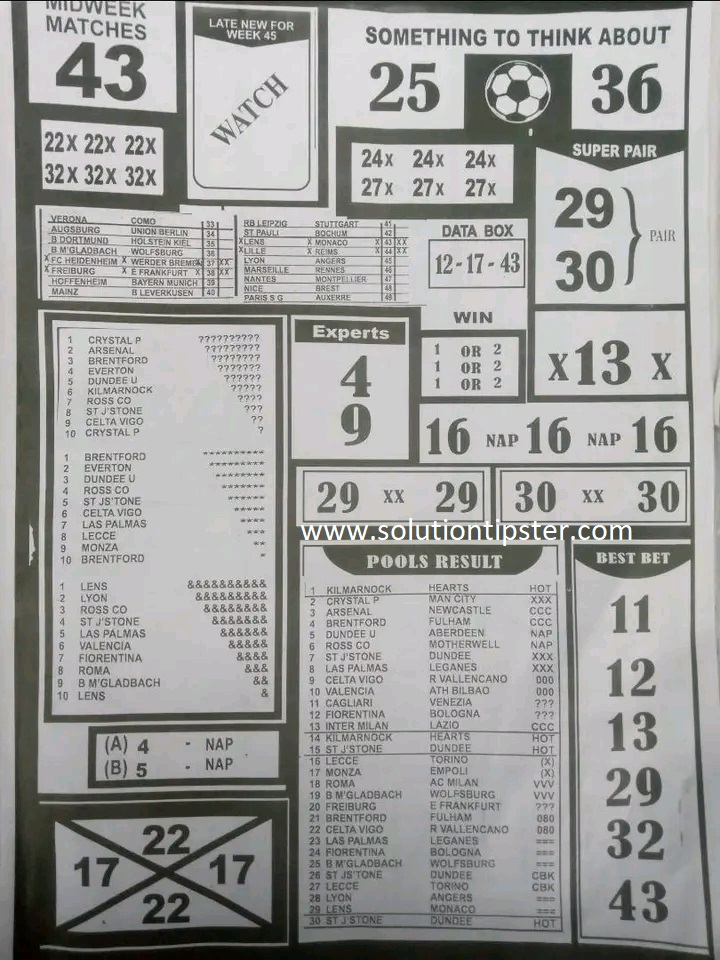 MIDWEEK
MATCHES
43
22X 22X 22X
32X 32X 32X
LATE NEW FOR
WEEK 45
WATCH
SOMETHING TO THINK ABOUT
25 36
24X 24X 24X
27X 27X 27X
SUPER PAIR
29
30
PAIR
VERONA COMO 33
AUGSBURG UNION BERLIN 34
B DORTMUND HOLSTEIN KIEL 35
B M'GLADBACH WOLFSBURG 36
X FC HEIDENHEIM X WERDER BREMEN X 37 XX
X FREIBURG X E FRANKFURT X 38 XX
HOFFENHEIM BAYERN MUNICH 39
MAINZ B LEVERKUSEN 40
RB LEIPZIG STUTTGART 41
ST PAULI BOCHUM 42
X LENS X MONACO X 43 XX
X LILLE X REIMS X 44 XX
LYON ANGERS 45
MARSEILLE RENNES 46
NANTES MONTPELLIER 47
NICE BREST 48
PARIS S G AUXERRE 49
DATA BOX
12-17-43
WIN
1 OR 2
1 OR 2
1 OR 2
X 13 X
Experts
4
9
16 NAP 16 NAP 16
29 XX 29
30 XX 30
1 CRYSTAL P ??????????
2 ARSENAL ?????????
3 BRENTFORD ????????
4 EVERTON ???????
5 DUNDEE U ??????
6 KILMARNOCK ?????
7 ROSS CO ????
8 ST J'STONE ???
9 CELTA VIGO ??
10 CRYSTAL P ?
1 BRENTFORD **********
2 EVERTON *********
3 DUNDEE U ********
4 ROSS CO *******
5 ST JS'TONE ******
6 CELTA VIGO *****
7 LAS PALMAS ****
8 LECCE ***
9 MONZA **
10 BRENTFORD *
1 LENS &&&&&&&&&&
2 LYON &&&&&&&&&
3 ROSS CO &&&&&&&&
4 ST J'STONE &&&&&&&
5 LAS PALMAS &&&&&&
6 VALENCIA &&&&&
7 FIORENTINA &&&&
8 ROMA &&&
9 B M'GLADBACH &&
10 LENS &
(A) 4 - NAP
(B) 5 - NAP
22
17 17
22
www.solutiontipster.com
POOLS RESULT
1 KILMARNOCK HEARTS HOT
2 CRYSTAL P MAN CITY XXX
3 ARSENAL NEWCASTLE CCC
4 BRENTFORD FULHAM CCC
5 DUNDEE U ABERDEEN NAP
6 ROSS CO MOTHERWELL NAP
7 ST J'STONE DUNDEE XXX
8 LAS PALMAS LEGANES XXX
9 CELTA VIGO R VALLENCANO 000
10 VALENCIA ATH BILBAO 000
11 CAGLIARI VENEZIA ???
12 FIORENTINA BOLOGNA ???
13 INTER MILAN LAZIO CCC
14 KILMARNOCK HEARTS HOT
15 ST J'STONE DUNDEE HOT
16 LECCE TORINO (X)
17 MONZA EMPOLI (X)
18 ROMA AC MILAN VVV
19 B M'GLADBACH WOLFSBURG VVV
20 FREIBURG E FRANKFURT ???
21 BRENTFORD FULHAM 080
22 CELTA VIGO R VALLENCANO 080
23 LAS PALMAS LEGANES ===
24 FIORENTINA BOLOGNA ===
25 B M'GLADBACH WOLFSBURG ===
26 ST JS'TONE DUNDEE CBK
27 LECCE TORINO CBK
28 LYON ANGERS ===
29 LENS MONACO ===
30 ST J'STONE DUNDEE HOT
BEST BET
11
12
13
29
32
43